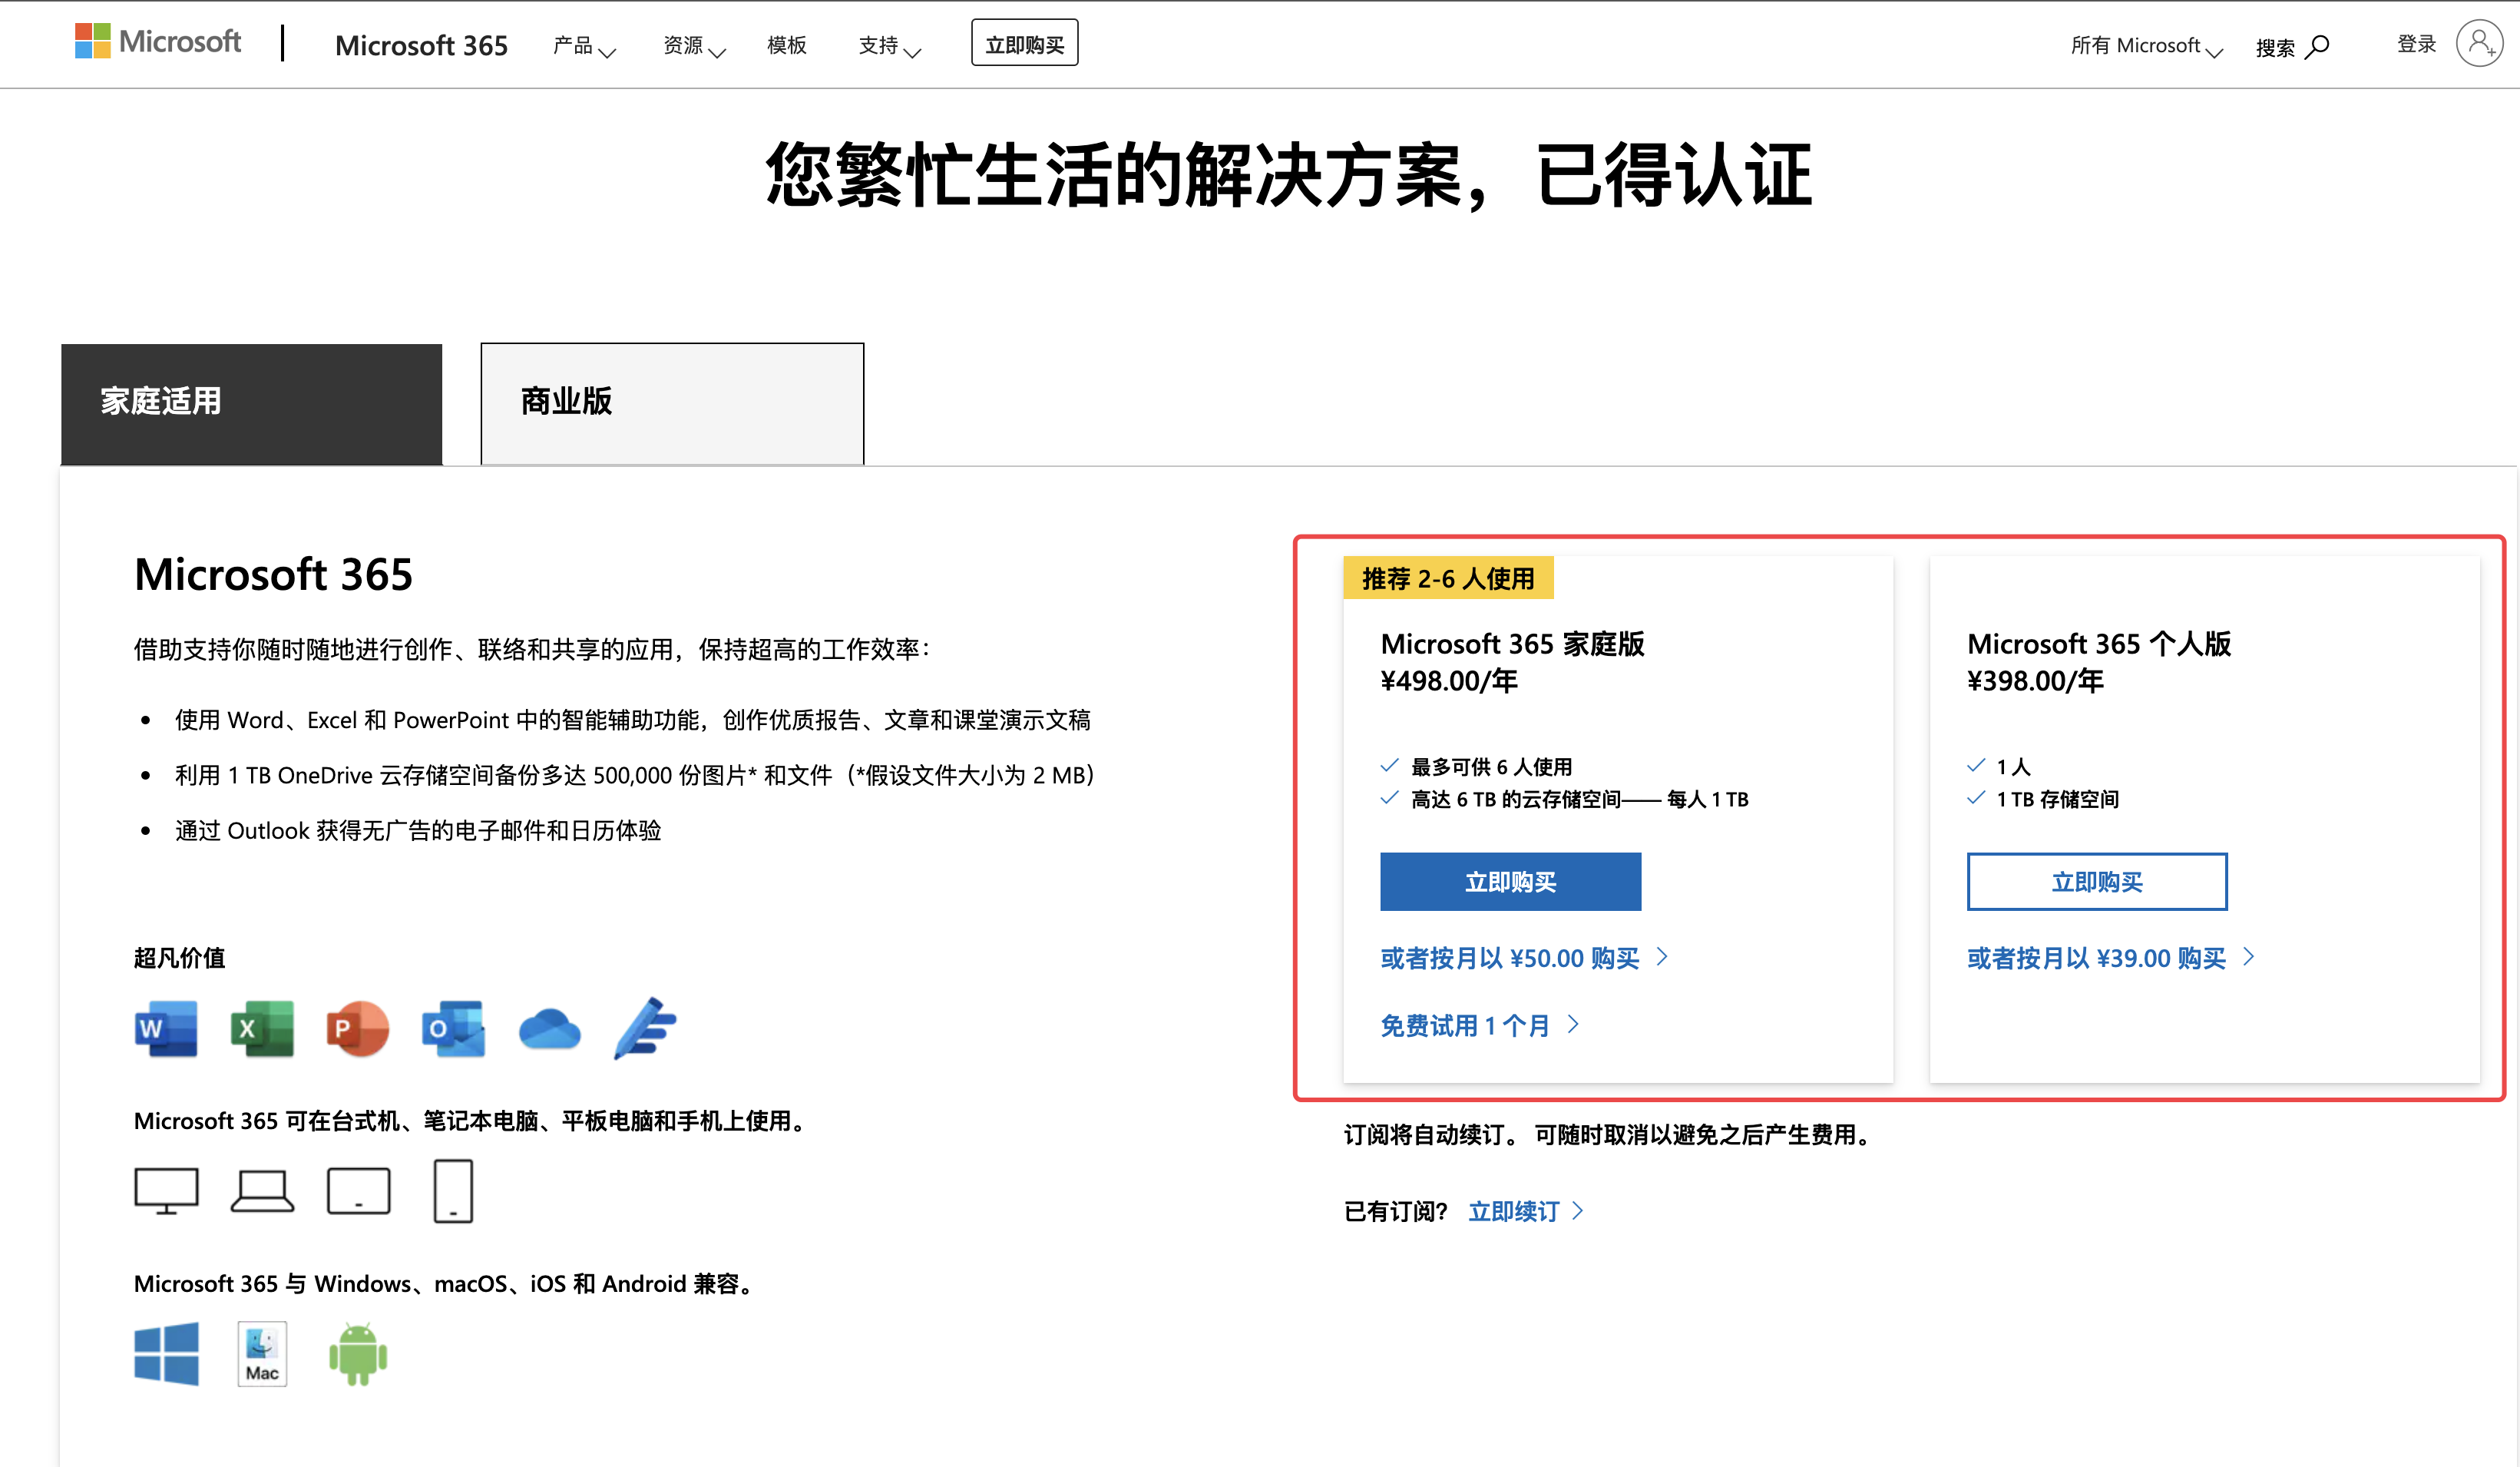 Microsoft
Microsoft 365
产品
资源
模板
支持
立即购买
所有 Microsoft
搜索
登录
您繁忙生活的解决方案，已得认证
家庭适用
商业版
Microsoft 365
借助支持你随时随地进行创作、联络和共享的应用，保持超高的工作效率：
使用 Word、Excel 和 PowerPoint 中的智能辅助功能，创作优质报告、文章和课堂演示文稿
利用 1 TB OneDrive 云存储空间备份多达 500,000 份图片* 和文件（*假设文件大小为 2 MB）
通过 Outlook 获得无广告的电子邮件和日历体验
超凡价值
W
X
P
O
Microsoft 365 可在台式机、笔记本电脑、平板电脑和手机上使用。
Microsoft 365 与 Windows、macOS、iOS 和 Android 兼容。
Mac
推荐 2-6 人使用
Microsoft 365 家庭版
¥498.00/年
最多可供 6 人使用
高达 6 TB 的云存储空间—— 每人 1 TB
立即购买
或者按月以 ¥50.00 购买
免费试用 1 个月
Microsoft 365 个人版
¥398.00/年
1 人
1 TB 存储空间
立即购买
或者按月以 ¥39.00 购买
订阅将自动续订。 可随时取消以避免之后产生费用。
已有订阅? 立即续订